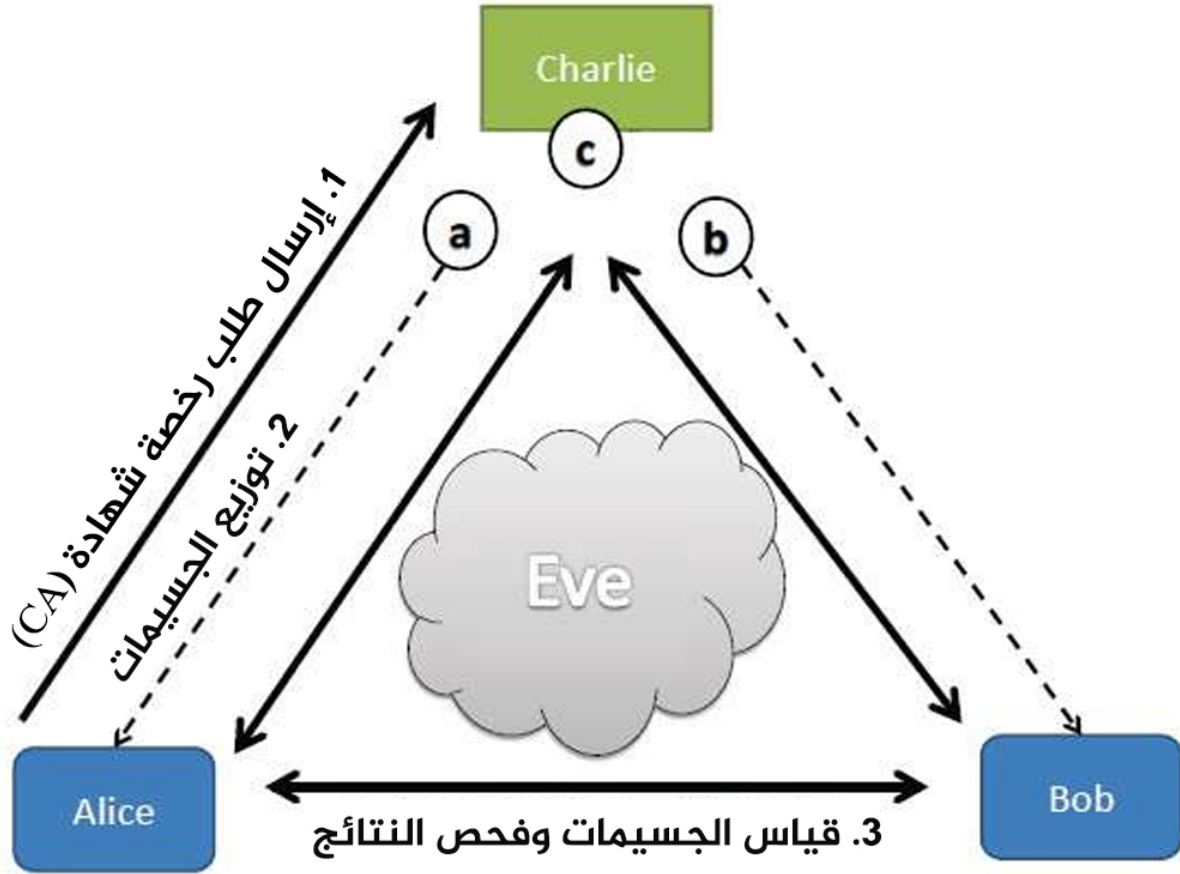 Charlie
c
a
b
1. إرسال طلب رخصة شهادة (CA)
2. توزيع الجسيمات
Eve
Alice
Bob
3. قياس الجسيمات وفحص النتائج